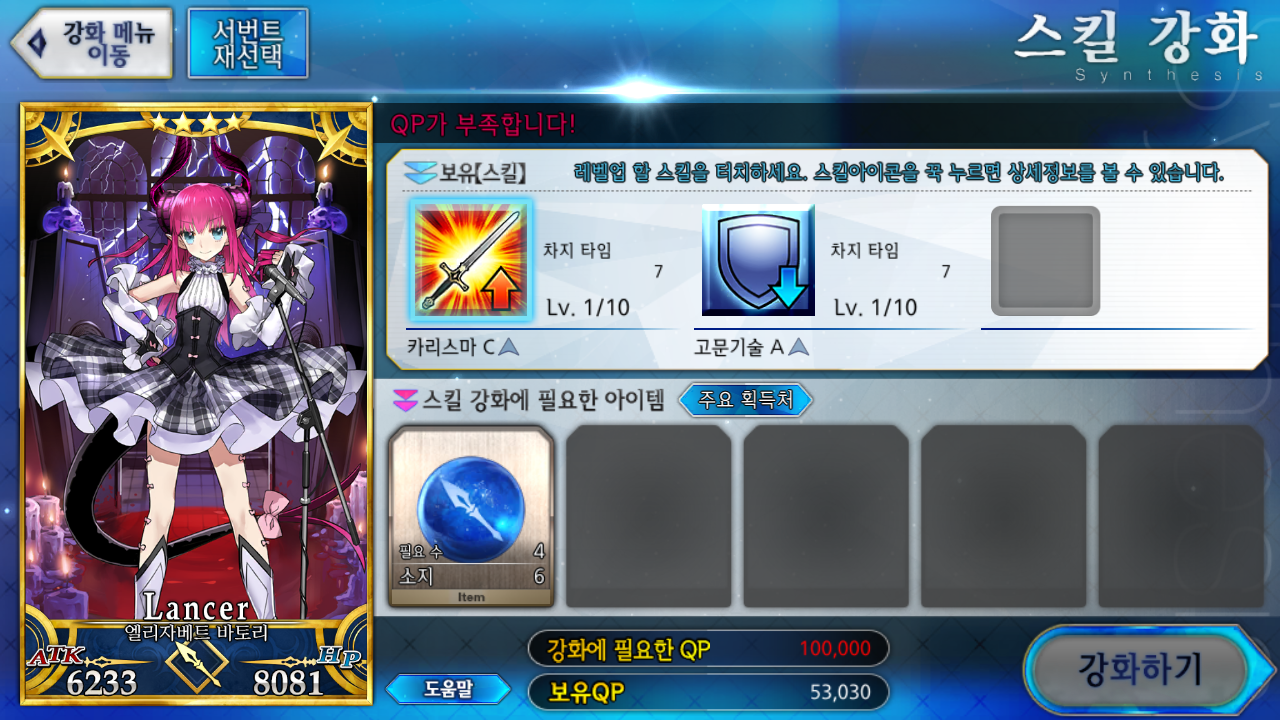 강화 메뉴
이동
서번트
재선택
스킬 강화
Synthesis
QP가 부족합니다!
보유【스킬】
레벨업 할 스킬을 터치하세요. 스킬아이콘을 꾹 누르면 상세정보를 볼 수 있습니다.
차지 타임
7
Lv. 1/10
카리스마 C
차지 타임
7
Lv. 1/10
고문기술 A
스킬 강화에 필요한 아이템
주요 획득처
필요 수 4
소지 6
Item
Lancer
엘리자베트 바토리
ATK
6233
HP
8081
강화에 필요한 QP 100,000
도움말
보유QP 53,030
강화하기